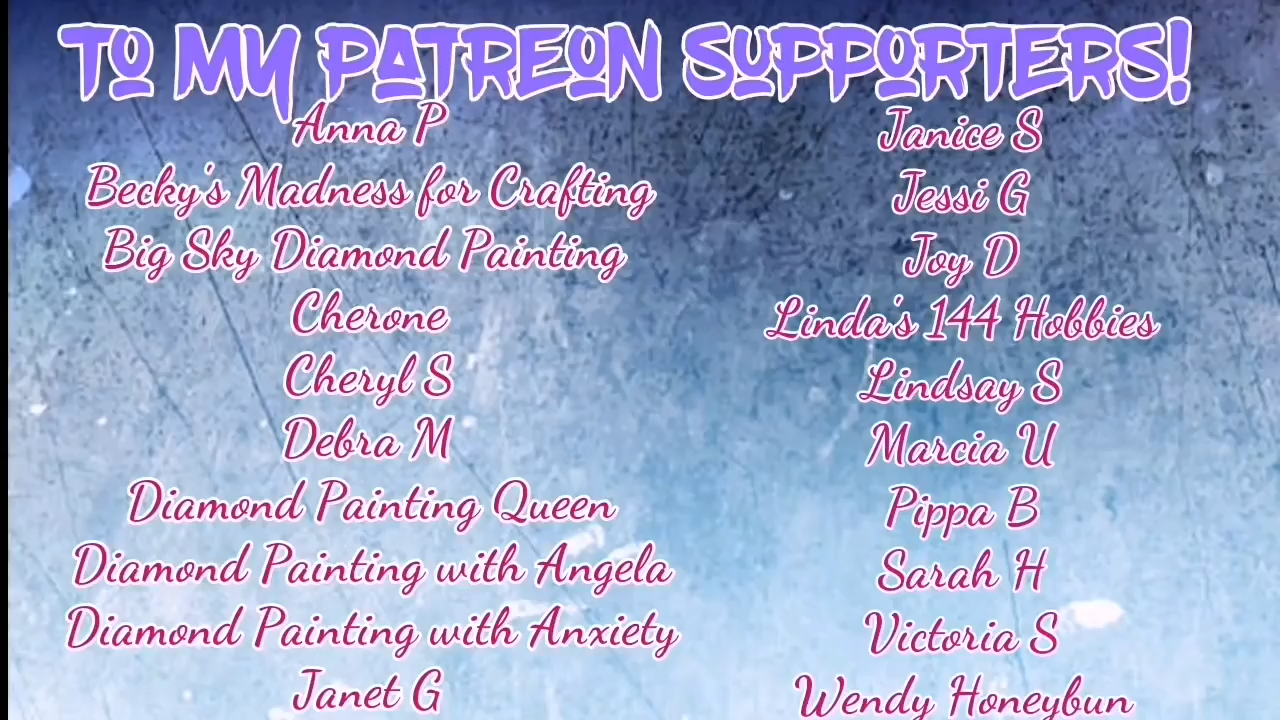 TO MY PATREON SUPPORTERS!
Anna P
Becky's Madness for Crafting
Big Sky Diamond Painting
Cherone
Cheryl S
Debra M
Diamond Painting Queen
Diamond Painting with Angela
Diamond Painting with Anxiety
Janet G
Janice S
Jessi G
Joy D
Linda's 144 Hobbies
Lindsay S
Marcia U
Pippa B
Sarah H
Victoria S
Wendy Honeybun